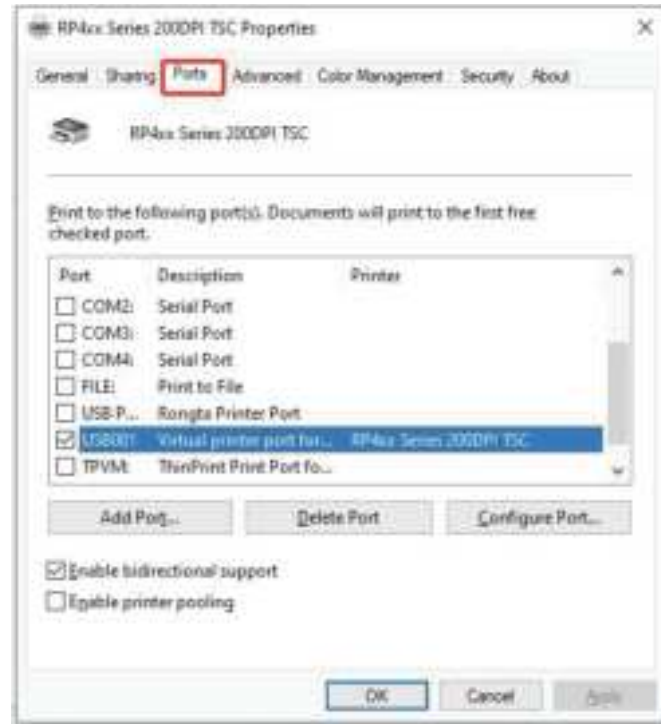 RP4xx Series 200DPI TSC Properties
General Sharing Ports Advanced Color Management Security About
RP4xx Series 200DPI TSC
Print to the following port(s). Documents will print to the first free
checked port.
Port Description Printer
COM2: Serial Port
COM3: Serial Port
COM4: Serial Port
FILE: Print to File
USB-P... Rongta Printer Port
USB001 Virtual printer port for... RP4xx Series 200DPI TSC
TPVM: ThinPrint Print Port fo...
Add Port... Delete Port Configure Port...
Enable bidirectional support
Enable printer pooling
OK Cancel Apply